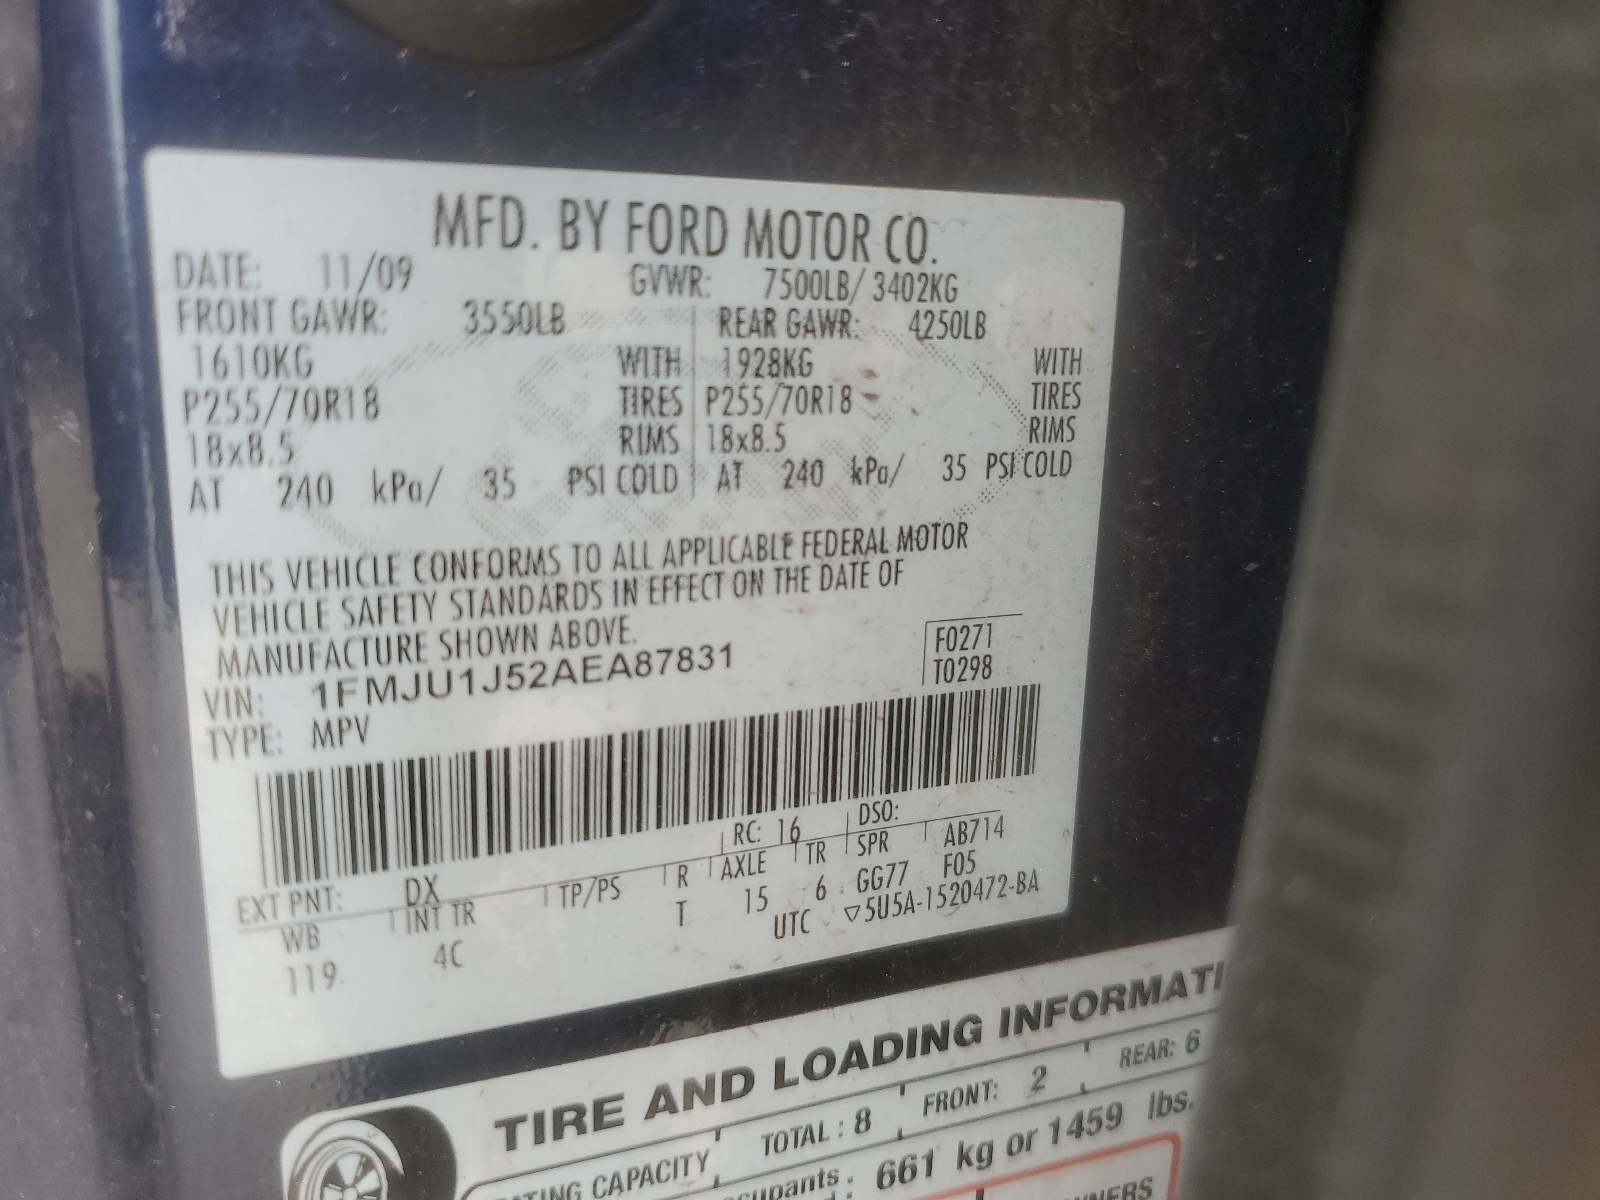 MFD. BY FORD MOTOR CO.
DATE: 11/09 GVWR: 7500LB/ 3402KG
FRONT GAWR: 3550LB REAR GAWR: 4250LB
1610KG WITH 1928KG WITH
P255/70R18 TIRES P255/70R18 TIRES
18x8.5 RIMS 18x8.5 RIMS
AT 240 kPa/ 35 PSI COLD AT 240 kPa/ 35 PSI COLD
THIS VEHICLE CONFORMS TO ALL APPLICABLE FEDERAL MOTOR
VEHICLE SAFETY STANDARDS IN EFFECT ON THE DATE OF
MANUFACTURE SHOWN ABOVE.
F0271
VIN: 1FMJU1J52AEA87831
T0298
TYPE: MPV
EXT PNT: DX RC: 16 DSO:
WB INT TR TP/PS R AXLE TR SPR AB714
119 4C T 15 6 GG77 F05
UTC ▽5U5A-1520472-BA
TIRE AND LOADING INFORMATI
TING CAPACITY TOTAL : 8 FRONT: 2 REAR: 6
cupants : 661 kg or 1459 lbs.
WNERS